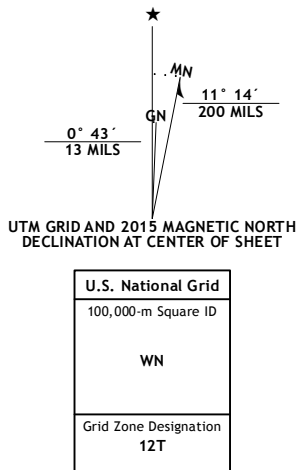 MN
11° 14´
200 MILS
GN
0° 43´
13 MILS
UTM GRID AND 2015 MAGNETIC NORTH
DECLINATION AT CENTER OF SHEET
U.S. National Grid
100,000-m Square ID
WN
Grid Zone Designation
12T